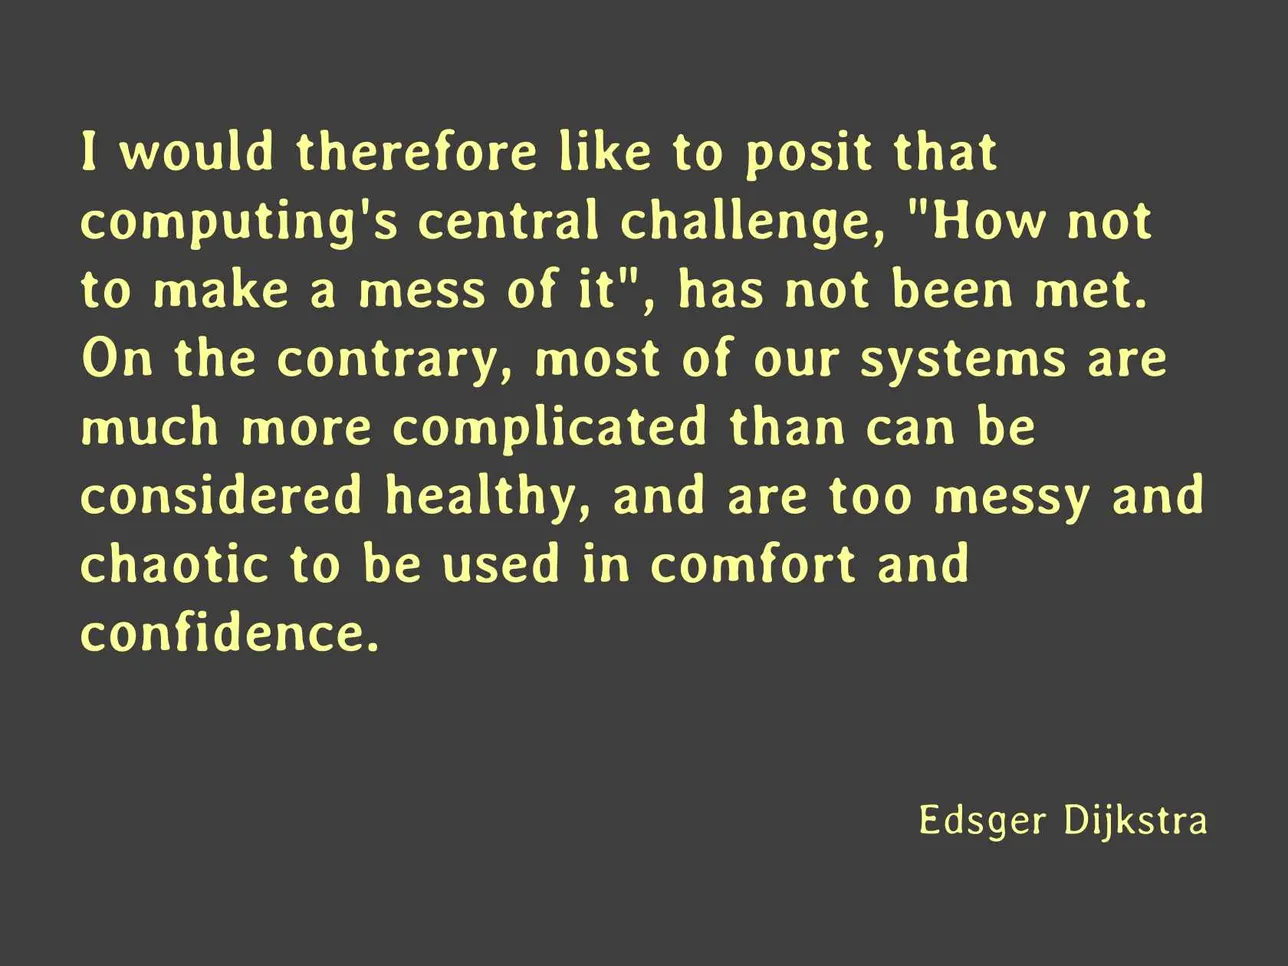 I would therefore like to posit that
computing's central challenge, "How not
to make a mess of it", has not been met.
On the contrary, most of our systems are
much more complicated than can be
considered healthy, and are too messy and
chaotic to be used in comfort and
confidence.
Edsger Dijkstra